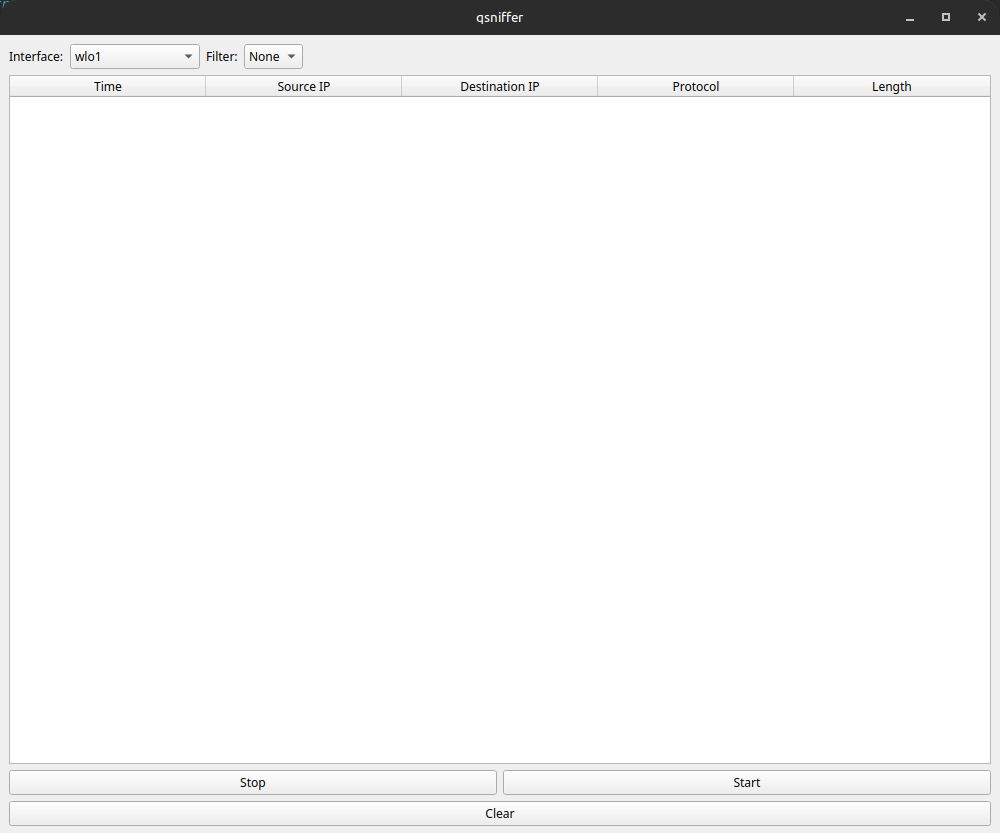 qsniffer
Interface: wlo1 Filter: None
Time Source IP Destination IP Protocol Length
Stop Start
Clear